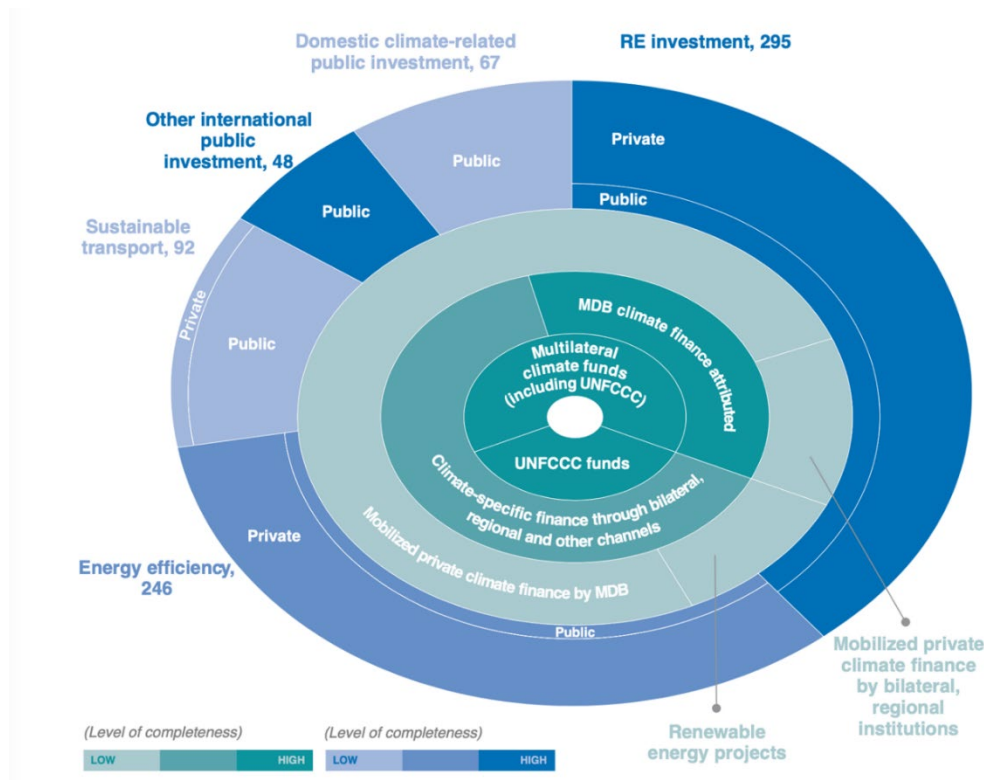 Domestic climate-related
public investment, 67
RE investment, 295
Other international
public
investment, 48
Private
Public
Public
Public
Sustainable
transport, 92
Private
Public
MDB climate finance attributed
Multilateral
climate funds
(including UNFCCC)
UNFCCC funds
Climate-specific finance through bilateral,
regional and other channels
Mobilized private climate finance by MDB
Private
Energy efficiency,
246
Public
Mobilized private
climate finance
by bilateral,
regional
institutions
Renewable
energy projects
(Level of completeness)
LOW
HIGH
(Level of completeness)
LOW
HIGH